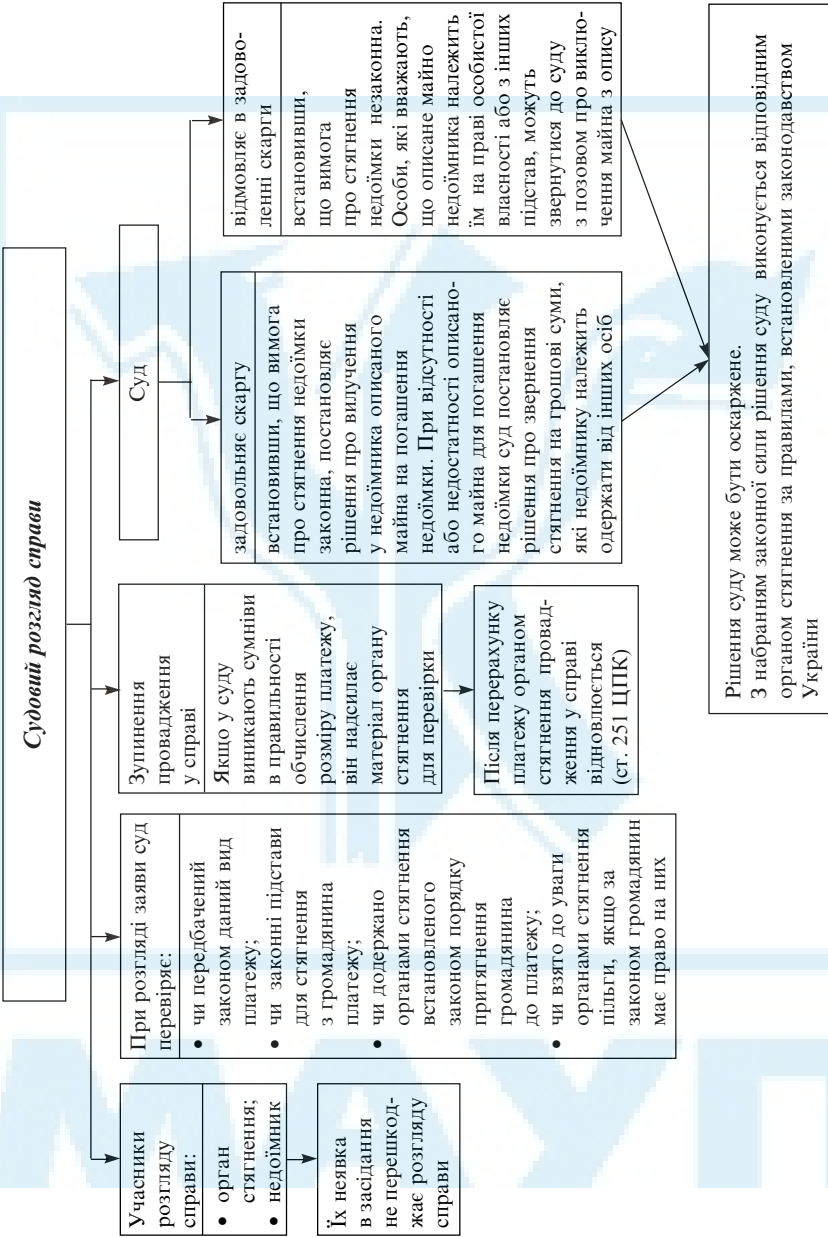 Судовий розгляд справи
Учасники
розгляду
справи:
• орган
стягнення;
• недоїмник
Їх неявка
в засідання
не перешкод-
жає розгляду
справи
При розгляді заяви суд
перевіряє:
• чи передбачений
законом даний вид
платежу;
• чи законні підстави
для стягнення
з громадянина
платежу;
• чи додержано
органами стягнення
встановленого
законом порядку
притягнення
громадянина
до платежу;
• чи взято до уваги
органами стягнення
пільги, якщо за
законом громадянин
має право на них
Зупинення
провадження
у справі
Якщо у суду
виникають сумніви
в правильності
обчислення
розміру платежу,
він надсилає
матеріал органу
стягнення
для перевірки
Після перерахунку
платежу органом
стягнення провад-
ження у справі
відновлюється
(ст. 251 ЦПК)
Суд
задовольняє скаргу
встановивши, що вимога
про стягнення недоїмки
законна, постановляє
рішення про вилучення
у недоїмника описаного
майна на погашення
недоїмки. При відсутності
або недостатності описано-
го майна для погашення
недоїмки суд постановляє
рішення про звернення
стягнення на грошові суми,
які недоїмнику належить
одержати від інших осіб
відмовляє в задово-
ленні скарги
встановивши,
що вимога
про стягнення
недоїмки незаконна.
Особи, які вважають,
що описане майно
недоїмника належить
їм на праві особистої
власності або з інших
підстав, можуть
звернутися до суду
з позовом про виклю-
чення майна з опису
Рішення суду може бути оскаржене.
З набранням законної сили рішення суду виконується відповідним
органом стягнення за правилами, встановленими законодавством
України
МАУП